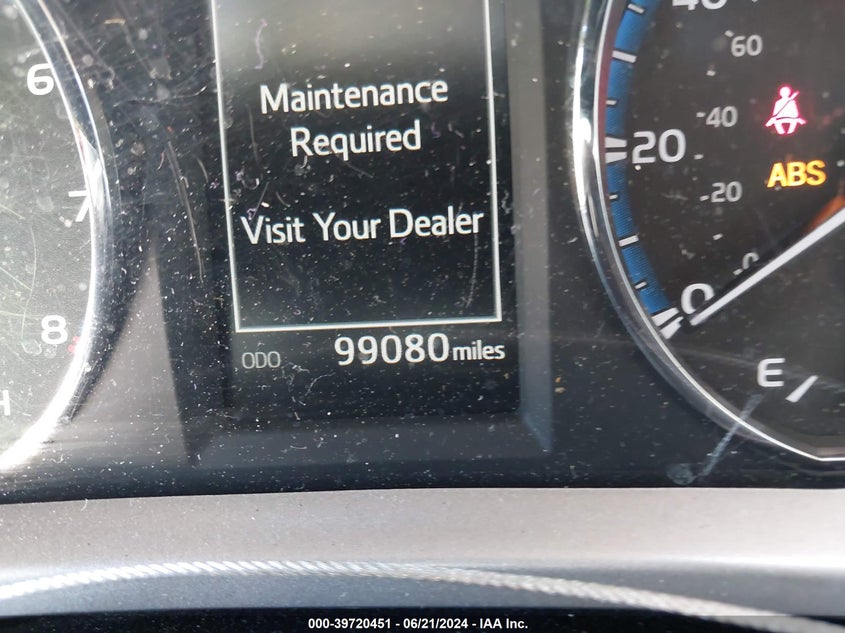 6
7
8
H
Maintenance
Required
Visit Your Dealer
ODO 99080 miles
40
60
20
40
20
0
0
ABS
E
000-39720451 - 06/21/2024 - IAA Inc.